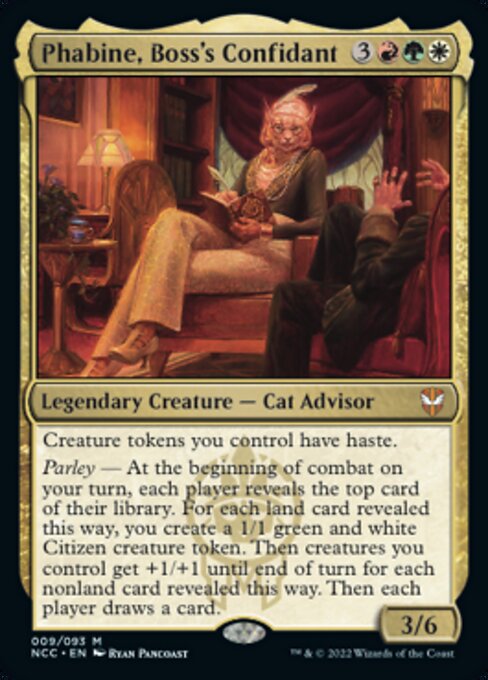 Phabine, Boss's Confidant 3
Legendary Creature — Cat Advisor
Creature tokens you control have haste.
Parley — At the beginning of combat on
your turn, each player reveals the top card
of their library. For each land card revealed
this way, you create a 1/1 green and white
Citizen creature token. Then creatures you
control get +1/+1 until end of turn for each
nonland card revealed this way. Then each
player draws a card.
3/6
009/093 M
NCC • EN Ryan Pancoast
™ & © 2022 Wizards of the Coast